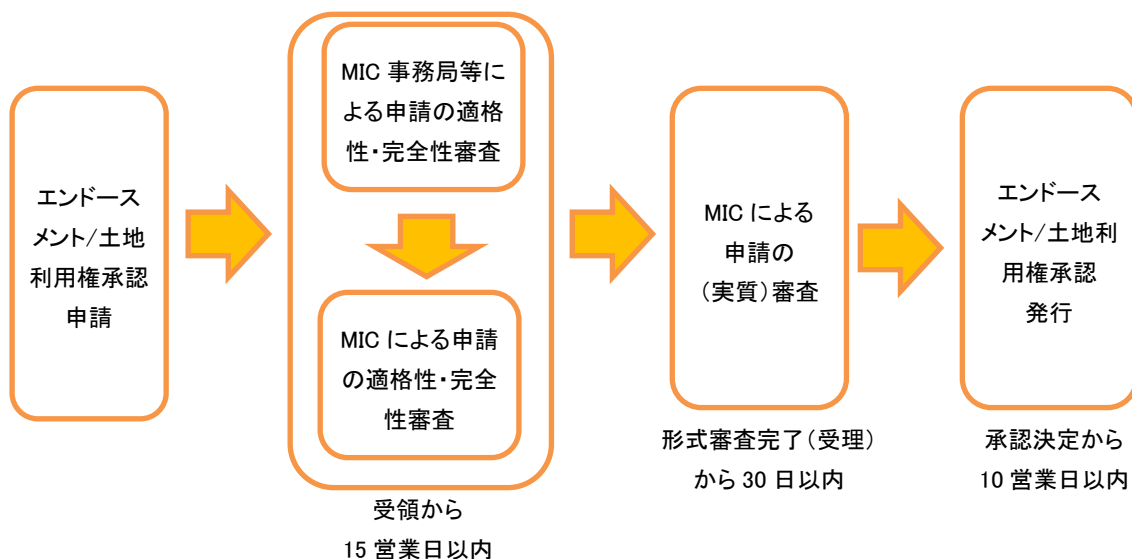 エンドース
メント/土地
利用権承認
申請
MIC 事務局等に
よる申請の適格
性・完全性審査
MIC による申請
の適格性・完全
性審査
受領から
15 営業日以内
MIC による
申請の
（実質）審査
形式審査完了（受理）
から 30 日以内
エンドース
メント/土地利
用権承認
発行
承認決定から
10 営業日以内